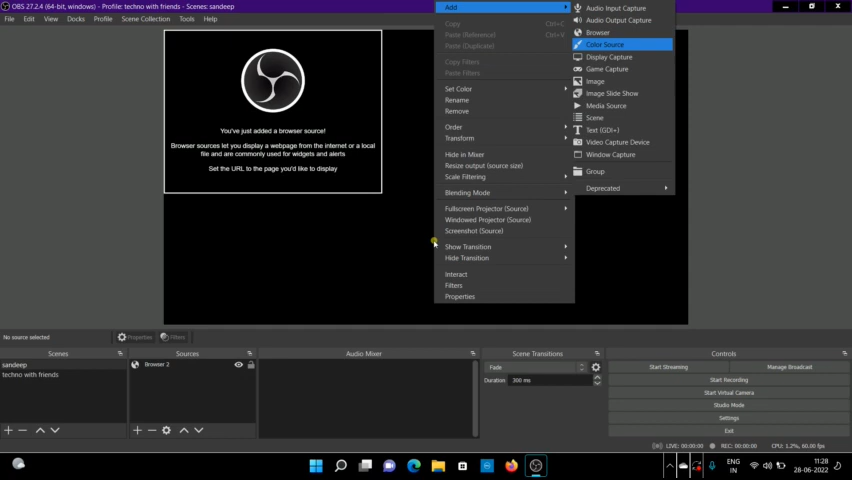 OBS 27.2.4 (64-bit, windows) - Profile: techno with friends - Scenes: sandeep
File Edit View Docks Profile Scene Collection Tools Help
Add
Copy Ctrl+C
Paste (Reference) Ctrl+V
Paste (Duplicate)
Copy Filters
Paste Filters
Set Color
Rename
Remove
Order
Transform
Hide in Mixer
Resize output (source size)
Scale Filtering
Blending Mode
Fullscreen Projector (Source)
Windowed Projector (Source)
Screenshot (Source)
Show Transition
Hide Transition
Interact
Filters
Properties
Audio Input Capture
Audio Output Capture
Browser
Color Source
Display Capture
Game Capture
Image
Image Slide Show
Media Source
Scene
Text (GDI+)
Video Capture Device
Window Capture
Group
Deprecated
You've just added a browser source!
Browser sources let you display a webpage from the internet or a local
file and are commonly used for widgets and alerts
Set the URL to the page you'd like to display
No source selected
Properties
Filters
Scenes
sandeep
techno with friends
Sources
Browser 2
Audio Mixer
Scene Transitions
Fade
Duration 300 ms
Controls
Start Streaming
Manage Broadcast
Start Recording
Start Virtual Camera
Studio Mode
Settings
Exit
LIVE: 00:00:00 REC: 00:00:00 CPU: 1.2%, 60.00 fps
ENG
IN
11:28
28-06-2022